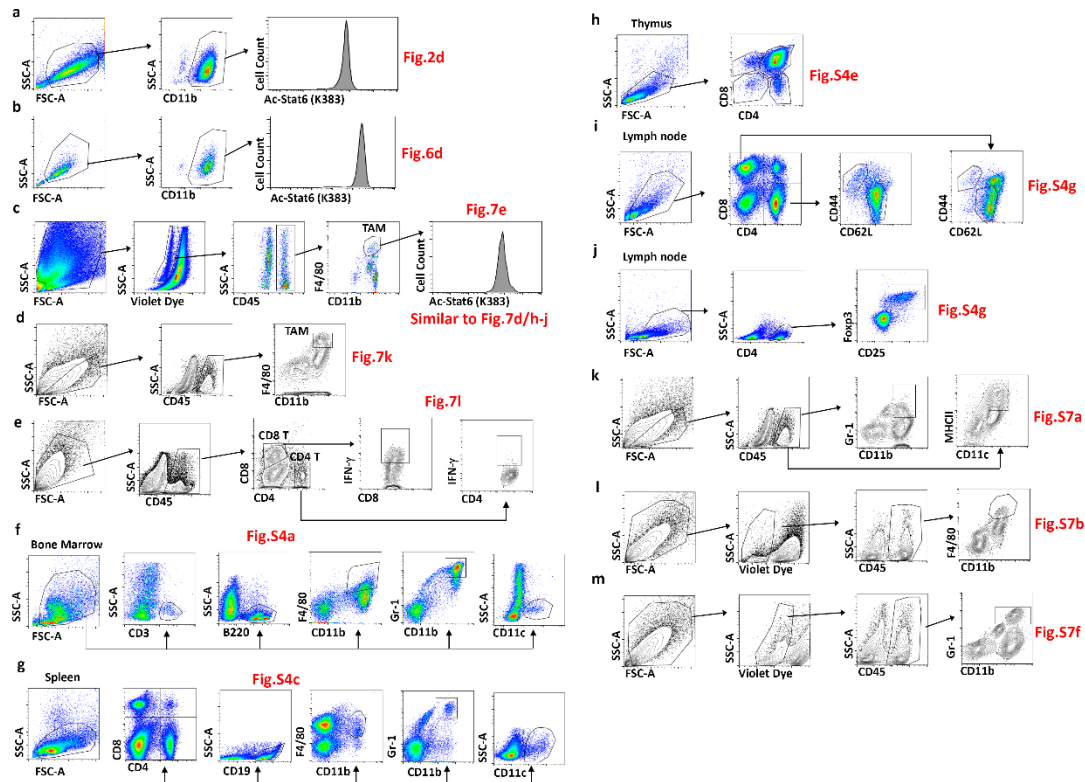 a
SSC-A
FSC-A
SSC-A
CD11b
Cell Count
Ac-Stat6 (K383)
Fig.2d
b
SSC-A
FSC-A
SSC-A
CD11b
Cell Count
Ac-Stat6 (K383)
Fig.6d
c
SSC-A
FSC-A
SSC-A
Violet Dye
SSC-A
CD45
TAM
F4/80
CD11b
Fig.7e
Cell Count
Ac-Stat6 (K383)
Similar to Fig.7d/h-j
d
SSC-A
FSC-A
SSC-A
CD45
TAM
F4/80
CD11b
Fig.7k
e
SSC-A
FSC-A
SSC-A
CD45
CD8 T
CD4 T
CD8
CD4
Fig.7l
IFN-γ
CD8
IFN-γ
CD4
f
Fig.S4a
Bone Marrow
SSC-A
FSC-A
SSC-A
CD3
SSC-A
B220
F4/80
CD11b
Gr-1
CD11b
SSC-A
CD11c
g
Fig.S4c
Spleen
SSC-A
FSC-A
CD8
CD4
SSC-A
CD19
F4/80
CD11b
Gr-1
CD11b
SSC-A
CD11c
h
Thymus
SSC-A
FSC-A
CD8
CD4
Fig.S4e
i
Lymph node
SSC-A
FSC-A
CD8
CD4
CD44
CD62L
CD44
CD62L
Fig.S4g
j
Lymph node
SSC-A
FSC-A
SSC-A
CD4
Foxp3
CD25
Fig.S4g
k
SSC-A
FSC-A
SSC-A
CD45
Gr-1
CD11b
MHCII
CD11c
Fig.S7a
l
SSC-A
FSC-A
SSC-A
Violet Dye
SSC-A
CD45
F4/80
CD11b
Fig.S7b
m
SSC-A
FSC-A
SSC-A
Violet Dye
SSC-A
CD45
Gr-1
CD11b
Fig.S7f